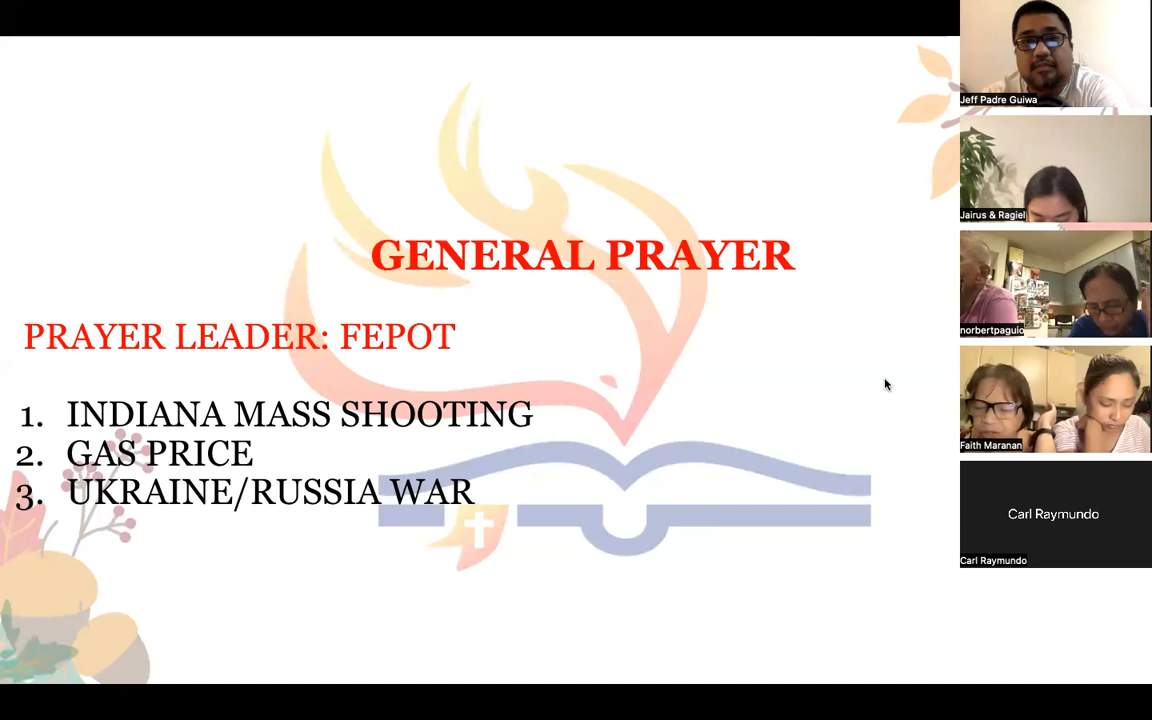 GENERAL PRAYER
PRAYER LEADER: FEPOT
1. INDIANA MASS SHOOTING
2. GAS PRICE
3. UKRAINE/RUSSIA WAR
Jeff Padre Guiwa
Jairus & Ragiel
norbertpaguio
Faith Maranan
Carl Raymundo
Carl Raymundo